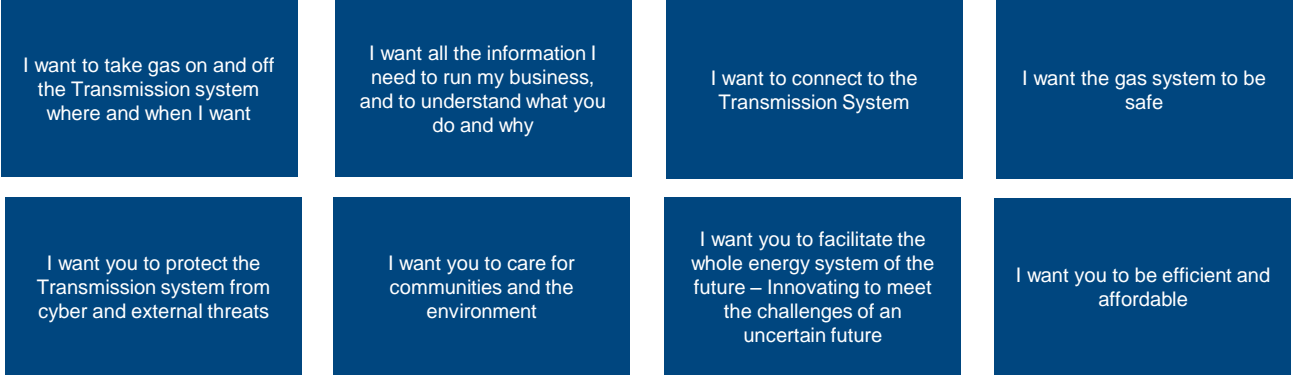 I want to take gas on and off
the Transmission system
where and when I want
I want all the information I
need to run my business,
and to understand what you
do and why
I want to connect to the
Transmission System
I want the gas system to be
safe
I want you to protect the
Transmission system from
cyber and external threats
I want you to care for
communities and the
environment
I want you to facilitate the
whole energy system of the
future – Innovating to meet
the challenges of an
uncertain future
I want you to be efficient and
affordable